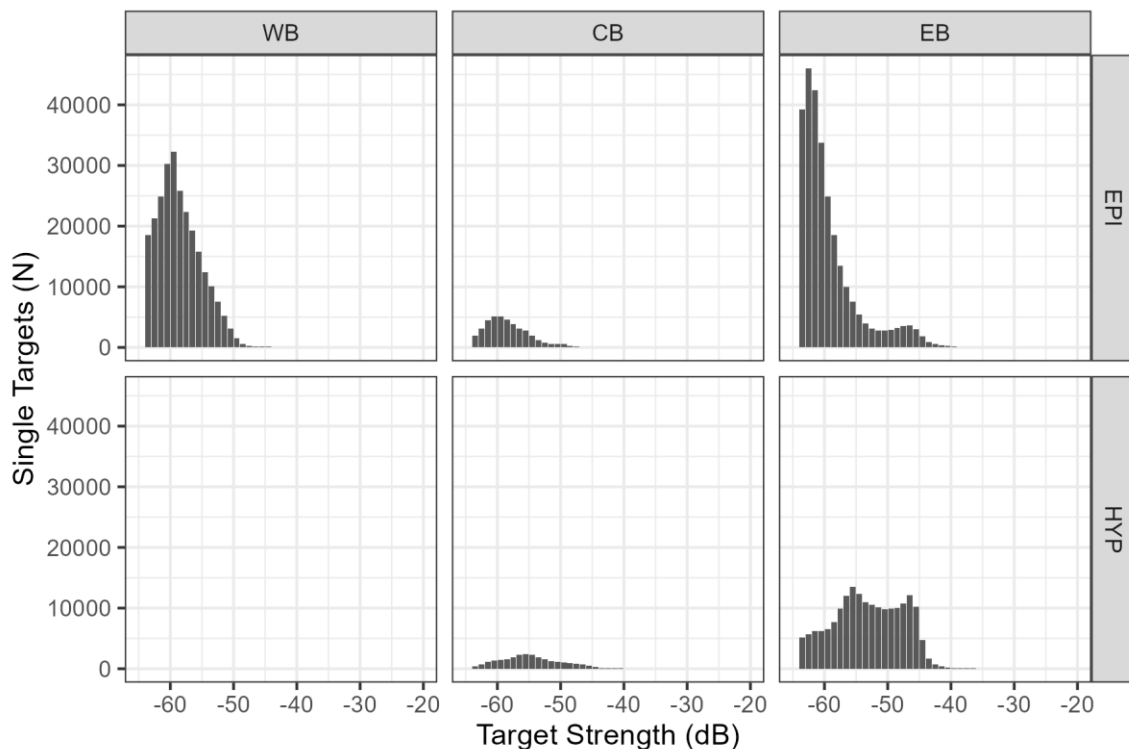 WB CB EB
40000
30000
20000
10000
0
EPI
40000
30000
20000
10000
0
HYP
Single Targets (N)
-60 -50 -40 -30 -20 -60 -50 -40 -30 -20 -60 -50 -40 -30 -20
Target Strength (dB)